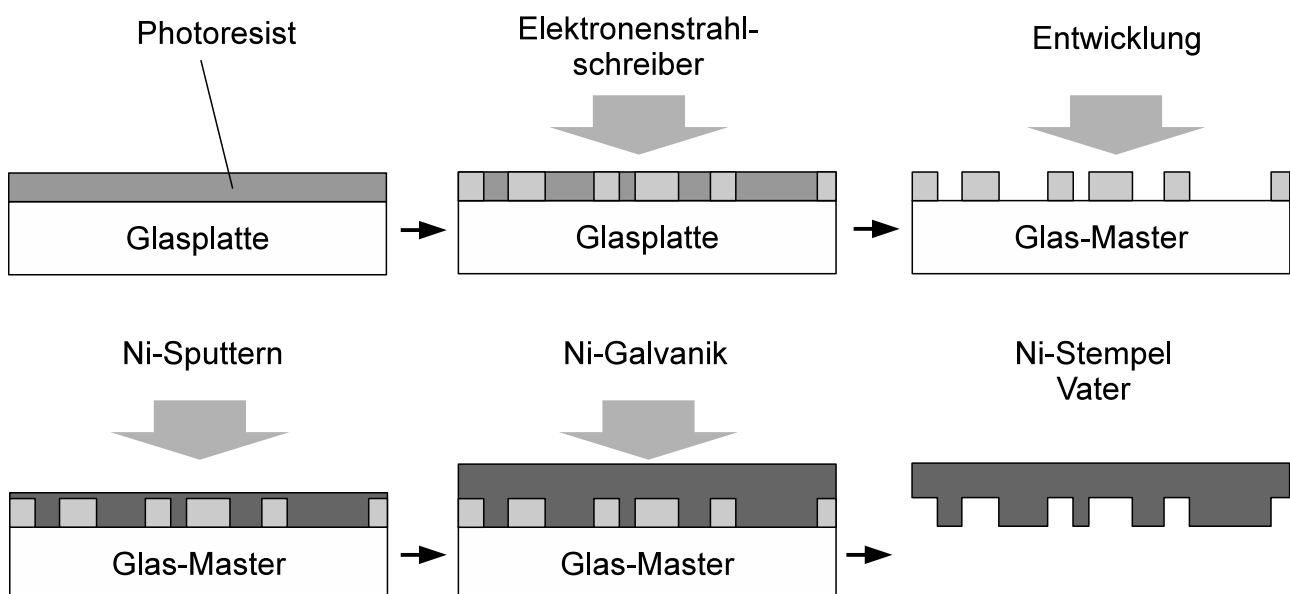 Photoresist
Elektronenstrahl-
schreiber
Entwicklung
Glasplatte
Glasplatte
Glas-Master
Ni-Sputtern
Ni-Galvanik
Ni-Stempel
Vater
Glas-Master
Glas-Master